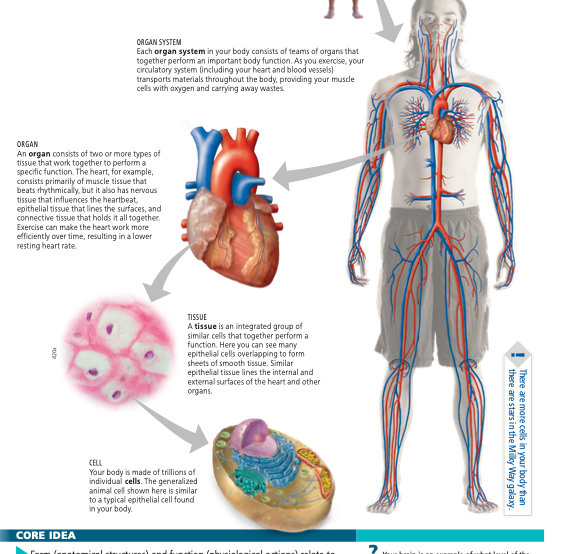 ORGAN SYSTEM
Each organ system in your body consists of teams of organs that
together perform an important body function. As you exercise, your
circulatory system (including your heart and blood vessels)
transports materials throughout the body, providing your muscle
cells with oxygen and carrying away wastes.
ORGAN
An organ consists of two or more types of
tissue that work together to perform a
specific function. The heart, for example,
consists primarily of muscle tissue that
beats rhythmically, but it also has nervous
tissue that influences the heartbeat,
epithelial tissue that lines the surfaces, and
connective tissue that holds it all together.
Exercise can make the heart work more
efficiently over time, resulting in a lower
resting heart rate.
TISSUE
A tissue is an integrated group of
similar cells that together perform a
function. Here you can see many
epithelial cells overlapping to form
sheets of smooth tissue. Similar
epithelial tissue lines the internal and
external surfaces of the heart and other
organs.
420x
CELL
Your body is made of trillions of
individual cells. The generalized
animal cell shown here is similar
to a typical epithelial cell found
in your body.
!
There are more cells in your body than
there are stars in the Milky Way galaxy.
CORE IDEA
Form (anatomical structures) and function (physiological actions) relate to
? Your brain is an example of what level of the